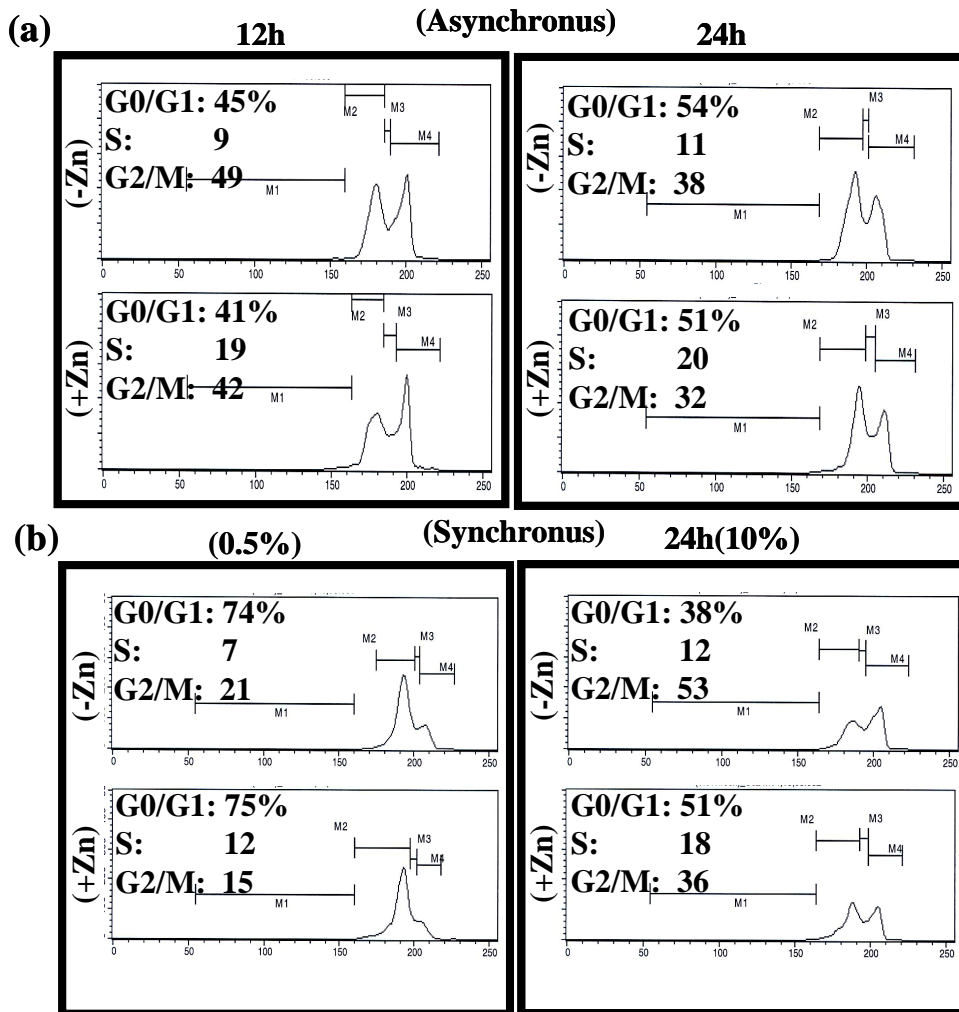 (a)
(Asynchronus)
12h
24h
(-Zn)
G0/G1: 45%
S: 9
G2/M: 49
M1
M2
M3
M4
0 50 100 150 200 250
G0/G1: 54%
S: 11
G2/M: 38
M1
M2
M3
M4
0 50 100 150 200 250
(-Zn)
(+Zn)
G0/G1: 41%
S: 19
G2/M: 42
M1
M2
M3
M4
0 50 100 150 200 250
G0/G1: 51%
S: 20
G2/M: 32
M1
M2
M3
M4
0 50 100 150 200 250
(+Zn)
(b)
(Synchronus)
(0.5%)
24h(10%)
(-Zn)
G0/G1: 74%
S: 7
G2/M: 21
M1
M2
M3
M4
0 50 100 150 200 250
G0/G1: 38%
S: 12
G2/M: 53
M1
M2
M3
M4
0 50 100 150 200 250
(-Zn)
(+Zn)
G0/G1: 75%
S: 12
G2/M: 15
M1
M2
M3
M4
0 50 100 150 200 250
G0/G1: 51%
S: 18
G2/M: 36
M1
M2
M3
M4
0 50 100 150 200 250
(+Zn)